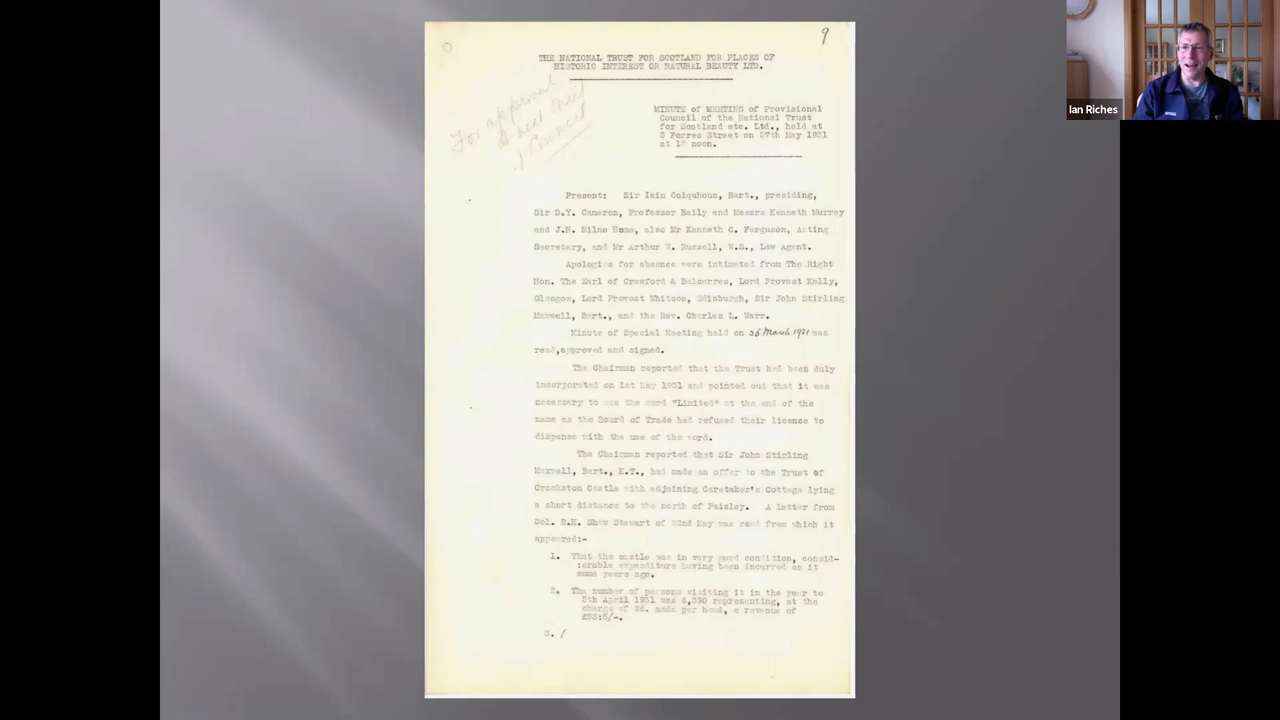 9
THE NATIONAL TRUST FOR SCOTLAND FOR PLACES OF
HISTORIC INTEREST OR NATURAL BEAUTY LTD.
For approval
at next Meeting
of Council
MINUTE of MEETING of Provisional
Council of the National Trust
for Scotland etc. Ltd., held at
3 Forres Street on 27th May 1931
at 12 noon.
Present: Sir Iain Colquhoun, Bart., presiding,
Sir D.Y. Cameron, Professor Baily and Messrs Kenneth Murray
and J.H. Milne Home, also Mr Kenneth C. Ferguson, Acting
Secretary, and Mr Arthur W. Russell, W.S., Law Agent.
Apologies for absence were intimated from The Right
Hon. The Earl of Crawford & Balcarres, Lord Provost Kelly,
Glasgow, Lord Provost Whitson, Edinburgh, Sir John Stirling
Maxwell, Bart., and the Rev. Charles L. Warr.
Minute of Special Meeting held on 26 March 1931 was
read,approved and signed.
The Chairman reported that the Trust had been duly
incorporated on 1st May 1931 and pointed out that it was
necessary to use the word "Limited" at the end of the
name as the Board of Trade had refused their licence to
dispense with the use of the word.
The Chairman reported that Sir John Stirling
Maxwell, Bart., K.T., had made an offer to the Trust of
Crookston Castle with adjoining Caretaker's Cottage lying
a short distance to the north of Paisley. A letter from
Col. B.H. Shaw Stewart of 22nd May was read from which it
appeared:-
1. That the castle was in very good condition, consid-
:erable expenditure having been incurred on it
some years ago.
2. The number of persons visiting it in the year to
5th April 1931 was 6,390 representing, at the
charge of 2d. made per head, a revenue of
£53:5/-.
3. /
Ian Riches